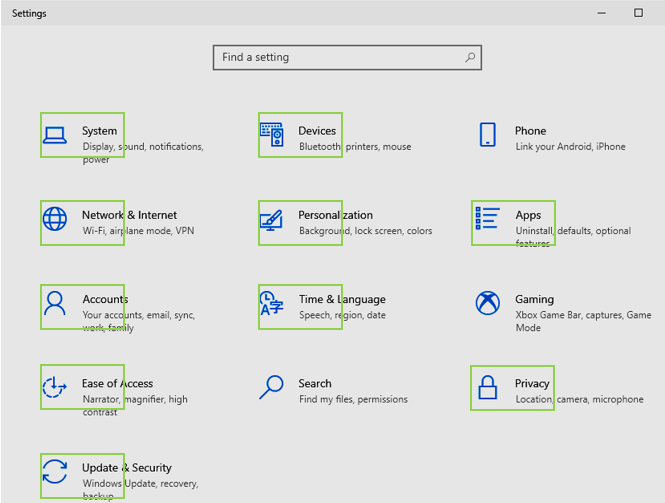 Settings
Find a setting
System
Display, sound, notifications,
power
Devices
Bluetooth, printers, mouse
Phone
Link your Android, iPhone
Network & Internet
Wi-Fi, airplane mode, VPN
Personalization
Background, lock screen, colors
Apps
Uninstall, defaults, optional
features
Accounts
Your accounts, email, sync,
work, family
Time & Language
Speech, region, date
Gaming
Xbox Game Bar, captures, Game
Mode
Ease of Access
Narrator, magnifier, high
contrast
Search
Find my files, permissions
Privacy
Location, camera, microphone
Update & Security
Windows Update, recovery,
backup